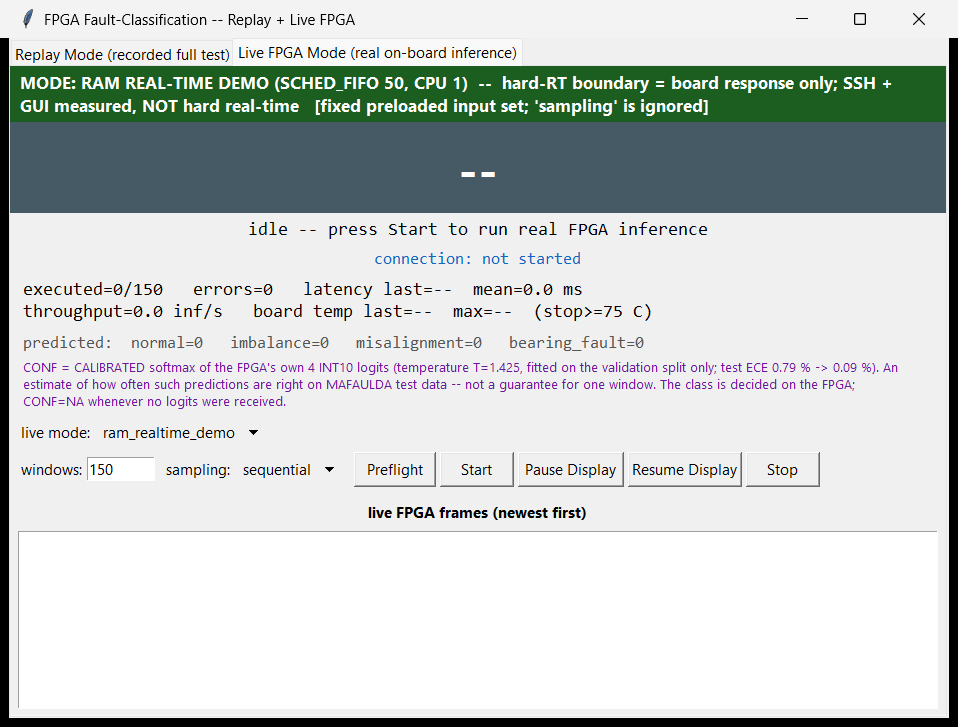 FPGA Fault-Classification -- Replay + Live FPGA
Replay Mode (recorded full test) Live FPGA Mode (real on-board inference)
MODE: RAM REAL-TIME DEMO (SCHED_FIFO 50, CPU 1) -- hard-RT boundary = board response only; SSH +
GUI measured, NOT hard real-time [fixed preloaded input set; 'sampling' is ignored]
--
idle -- press Start to run real FPGA inference
connection: not started
executed=0/150 errors=0 latency last=-- mean=0.0 ms
throughput=0.0 inf/s board temp last=-- max=-- (stop>=75 C)
predicted: normal=0 imbalance=0 misalignment=0 bearing_fault=0
CONF = CALIBRATED softmax of the FPGA's own 4 INT10 logits (temperature T=1.425, fitted on the validation split only; test ECE 0.79 % -> 0.09 %). An
estimate of how often such predictions are right on MAFAULDA test data -- not a guarantee for one window. The class is decided on the FPGA;
CONF=NA whenever no logits were received.
live mode: ram_realtime_demo
windows: 150 sampling: sequential Preflight Start Pause Display Resume Display Stop
live FPGA frames (newest first)